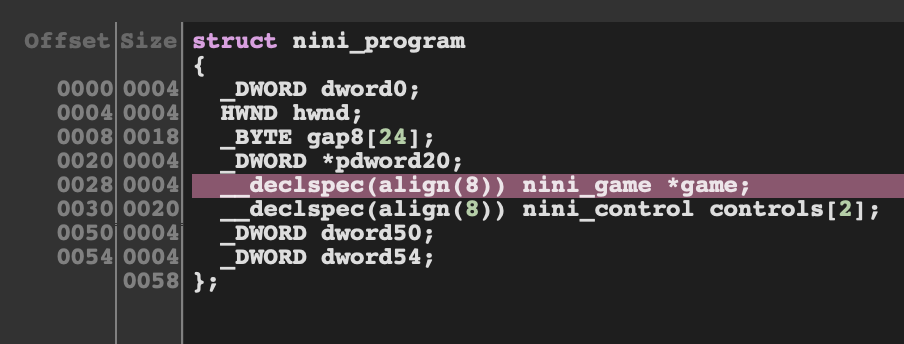 Offset Size struct nini_program
{
0000 0004 _DWORD dword0;
0004 0004 HWND hwnd;
0008 0018 _BYTE gap8[24];
0020 0004 _DWORD *pdword20;
0028 0004 __declspec(align(8)) nini_game *game;
0030 0020 __declspec(align(8)) nini_control controls[2];
0050 0004 _DWORD dword50;
0054 0004 _DWORD dword54;
0058 };